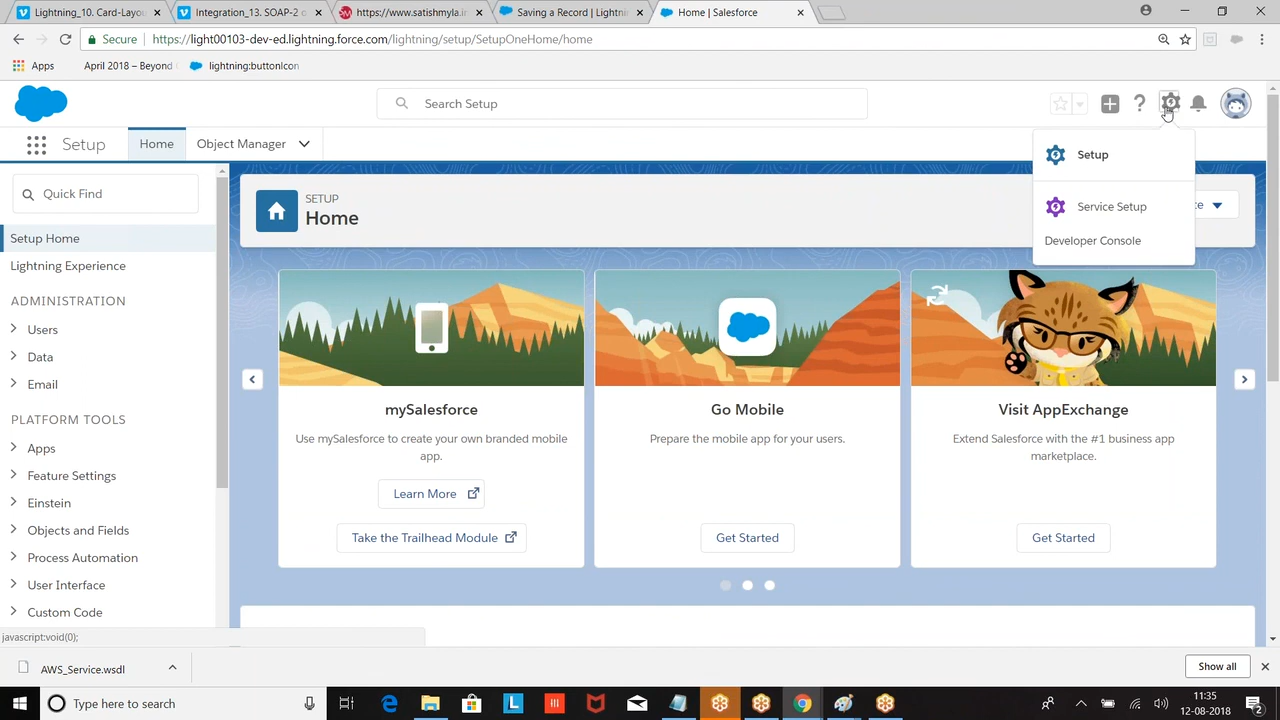 Lightning_10. Card-Layou
Integration_13. SOAP-2 o
https://www.satishmyla.in
Saving a Record | Lightnin
Home | Salesforce
Secure
https://light00103-dev-ed.lightning.force.com/lightning/setup/SetupOneHome/home
Apps
April 2018 – Beyond
lightning:buttonIcon
Search Setup
Setup
Home
Object Manager
Setup
Service Setup
Developer Console
Quick Find
SETUP
Home
te
Setup Home
Lightning Experience
ADMINISTRATION
Users
Data
Email
PLATFORM TOOLS
Apps
Feature Settings
Einstein
Objects and Fields
Process Automation
User Interface
Custom Code
mySalesforce
Use mySalesforce to create your own branded mobile
app.
Learn More
Take the Trailhead Module
Go Mobile
Prepare the mobile app for your users.
Get Started
Visit AppExchange
Extend Salesforce with the #1 business app
marketplace.
Get Started
javascript:void(0);
AWS_Service.wsdl
Show all
Type here to search
11:35
12-08-2018